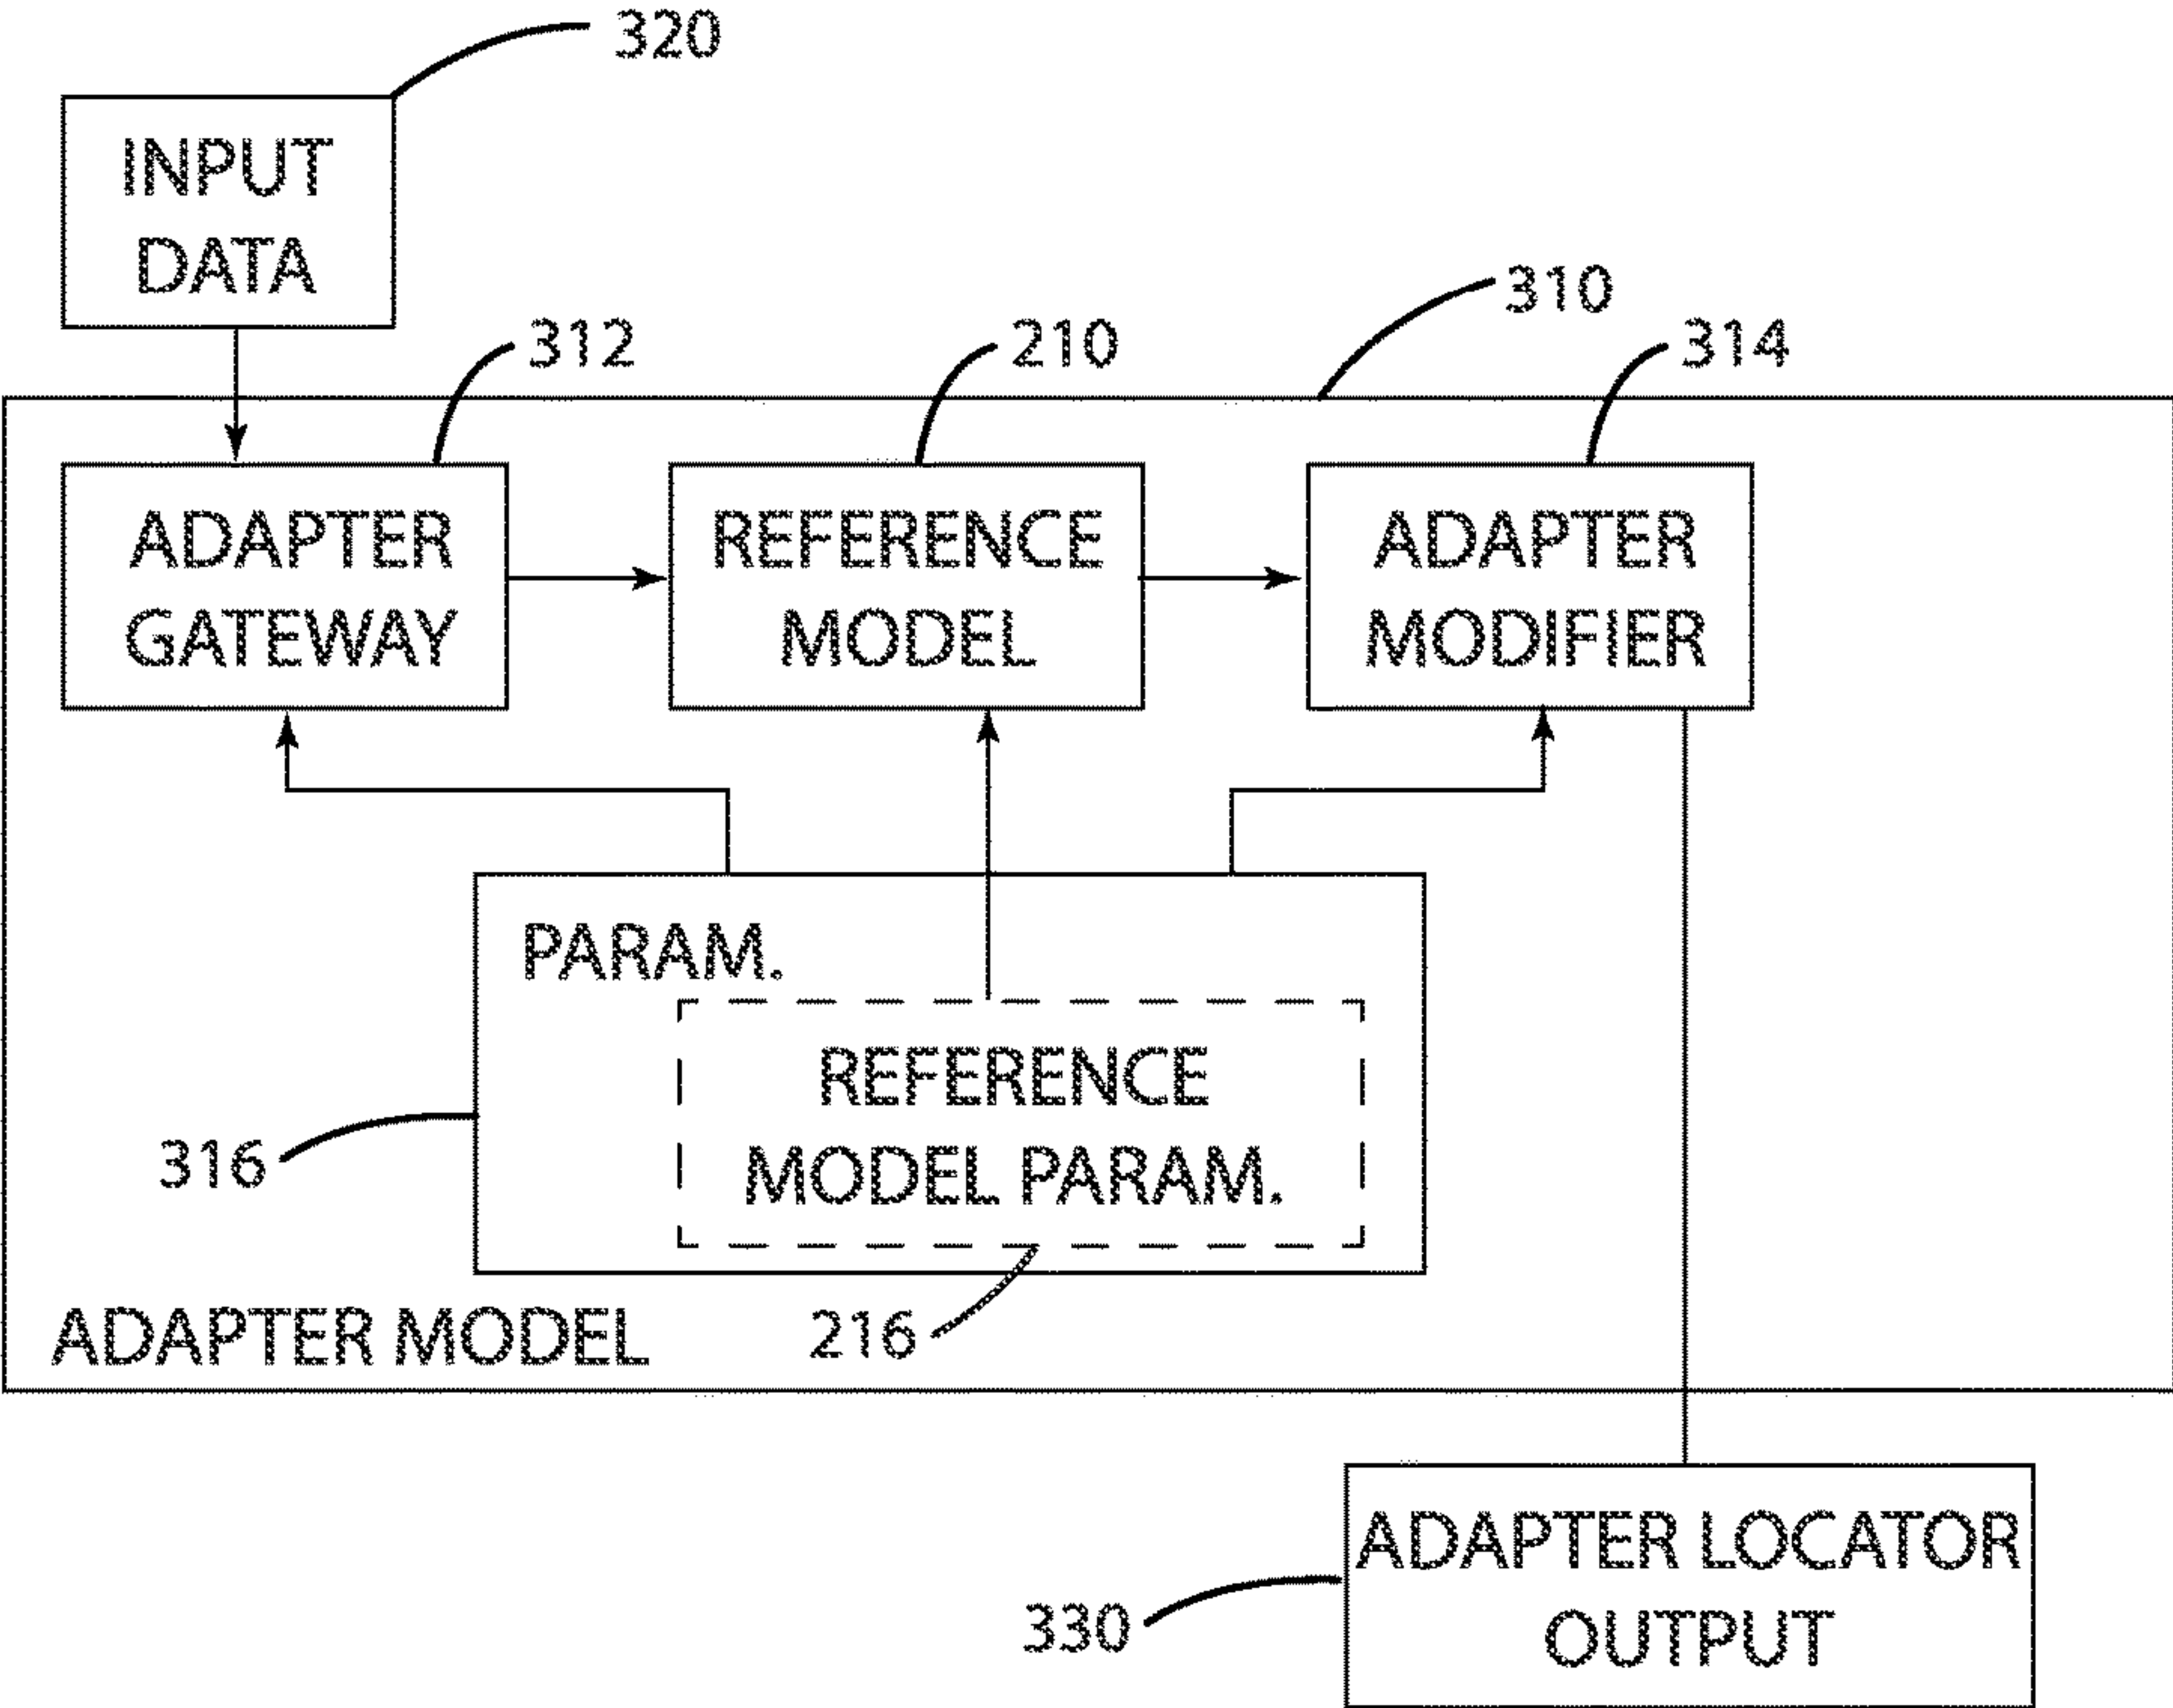 320
INPUT
DATA
310
312
210
314
ADAPTER
GATEWAY
REFERENCE
MODEL
ADAPTER
MODIFIER
PARAM.
REFERENCE
MODEL PARAM.
316
216
ADAPTER MODEL
ADAPTER LOCATOR
OUTPUT
330